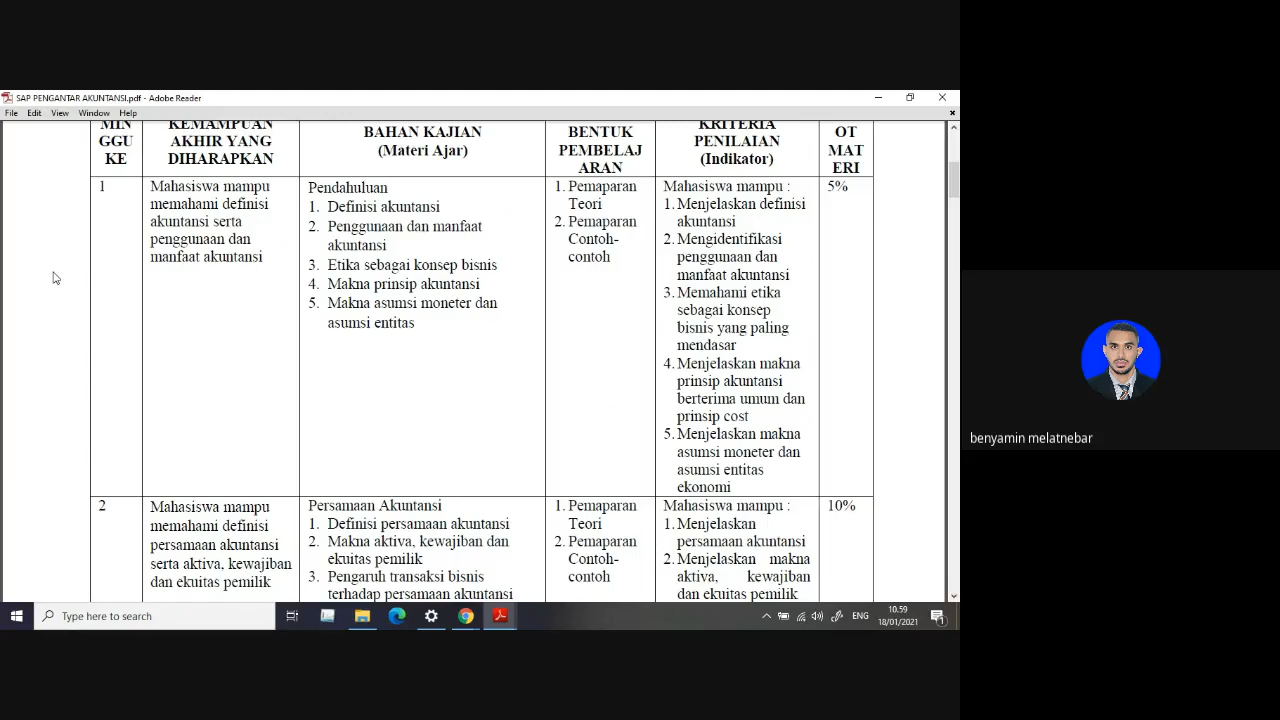 SAP PENGANTAR AKUNTANSI.pdf - Adobe Reader
File Edit View Window Help
MIN
GGU
KE
KEMAMPUAN
AKHIR YANG
DIHARAPKAN
BAHAN KAJIAN
(Materi Ajar)
BENTUK
PEMBELAJ
ARAN
KRITERIA
PENILAIAN
(Indikator)
OT
MAT
ERI
1
Mahasiswa mampu
memahami definisi
akuntansi serta
penggunaan dan
manfaat akuntansi
Pendahuluan
1. Definisi akuntansi
2. Penggunaan dan manfaat
akuntansi
3. Etika sebagai konsep bisnis
4. Makna prinsip akuntansi
5. Makna asumsi moneter dan
asumsi entitas
1. Pemaparan
Teori
2. Pemaparan
Contoh-
contoh
Mahasiswa mampu :
1. Menjelaskan definisi
akuntansi
2. Mengidentifikasi
penggunaan dan
manfaat akuntansi
3. Memahami etika
sebagai konsep
bisnis yang paling
mendasar
4. Menjelaskan makna
prinsip akuntansi
berterima umum dan
prinsip cost
5. Menjelaskan makna
asumsi moneter dan
asumsi entitas
ekonomi
5%
2
Mahasiswa mampu
memahami definisi
persamaan akuntansi
serta aktiva, kewajiban
dan ekuitas pemilik
Persamaan Akuntansi
1. Definisi persamaan akuntansi
2. Makna aktiva, kewajiban dan
ekuitas pemilik
3. Pengaruh transaksi bisnis
terhadap persamaan akuntansi
1. Pemaparan
Teori
2. Pemaparan
Contoh-
contoh
Mahasiswa mampu :
1. Menjelaskan
persamaan akuntansi
2. Menjelaskan makna
aktiva, kewajiban
dan ekuitas pemilik
10%
benyamin melatnebar
Type here to search
ENG
10.59
18/01/2021
1